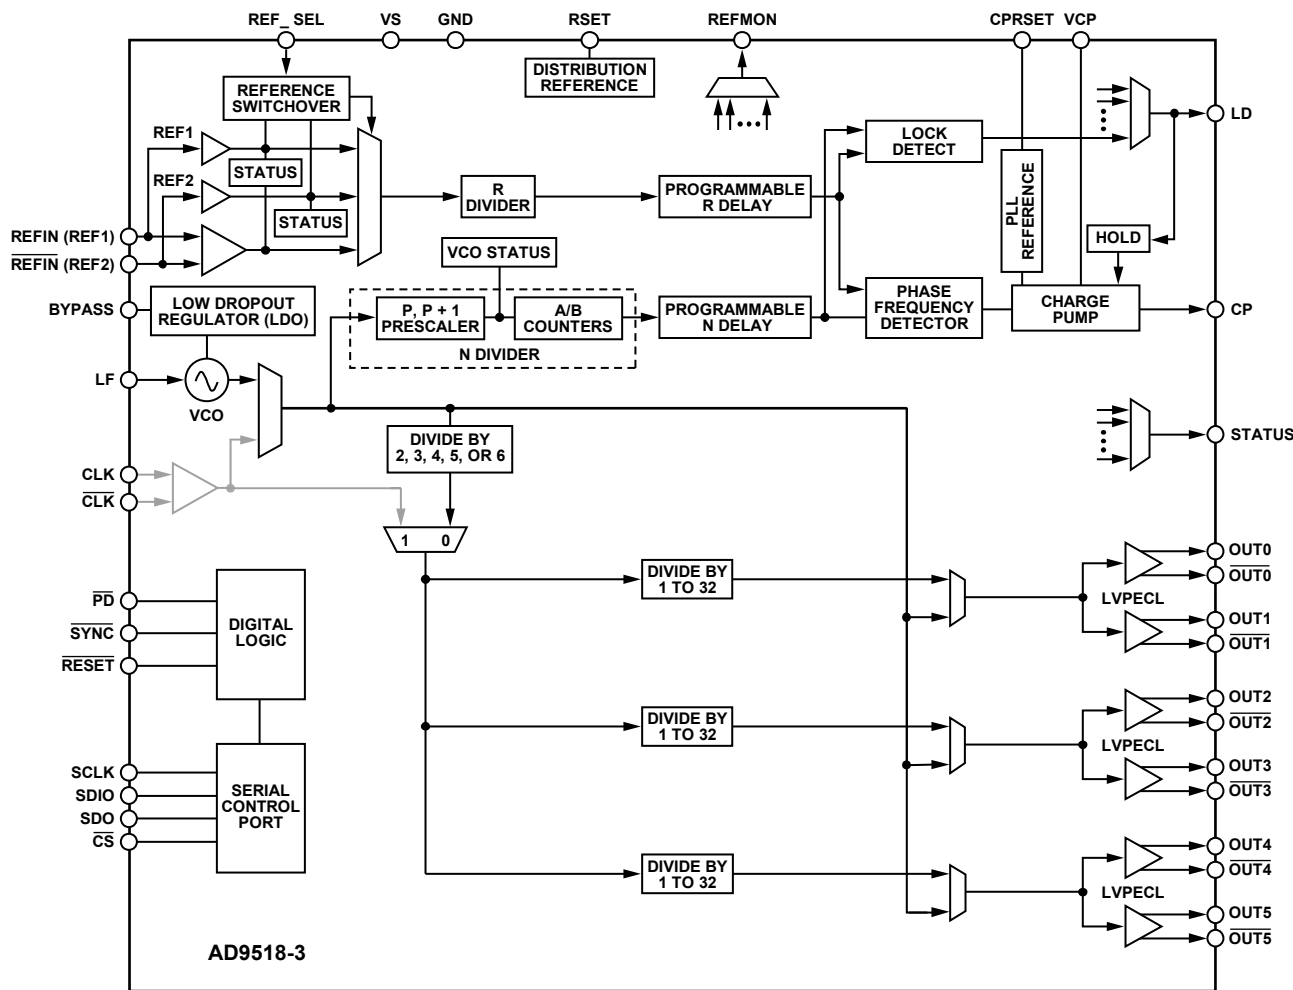 REF_ SEL VS GND RSET REFMON CPRSET VCP
DISTRIBUTION
REFERENCE
REFERENCE
SWITCHOVER
REF1
STATUS
REF2
STATUS
REFIN (REF1)
REFIN (REF2)
BYPASS
LOW DROPOUT
REGULATOR (LDO)
LF
VCO
R
DIVIDER
PROGRAMMABLE
R DELAY
LOCK
DETECT
LD
PLL
REFERENCE
HOLD
VCO STATUS
P, P + 1
PRESCALER
A/B
COUNTERS
N DIVIDER
PROGRAMMABLE
N DELAY
PHASE
FREQUENCY
DETECTOR
CHARGE
PUMP
CP
STATUS
CLK
CLK
DIVIDE BY
2, 3, 4, 5, OR 6
1 0
DIVIDE BY
1 TO 32
LVPECL
OUT0
OUT0
OUT1
OUT1
PD
SYNC
RESET
DIGITAL
LOGIC
DIVIDE BY
1 TO 32
LVPECL
OUT2
OUT2
OUT3
OUT3
SCLK
SDIO
SDO
CS
SERIAL
CONTROL
PORT
DIVIDE BY
1 TO 32
LVPECL
OUT4
OUT4
OUT5
OUT5
AD9518-3